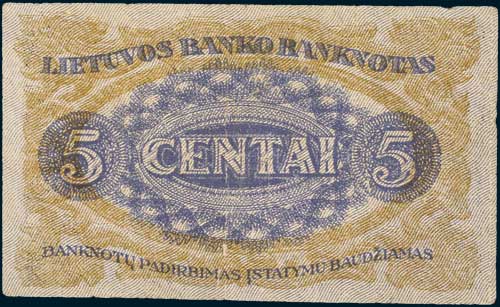 LIETUVOS BANKO BANKNOTAS
5 CENTAI 5
BANKNOTŲ PADIRBIMAS ĮSTATYMU BAUDŽIAMAS